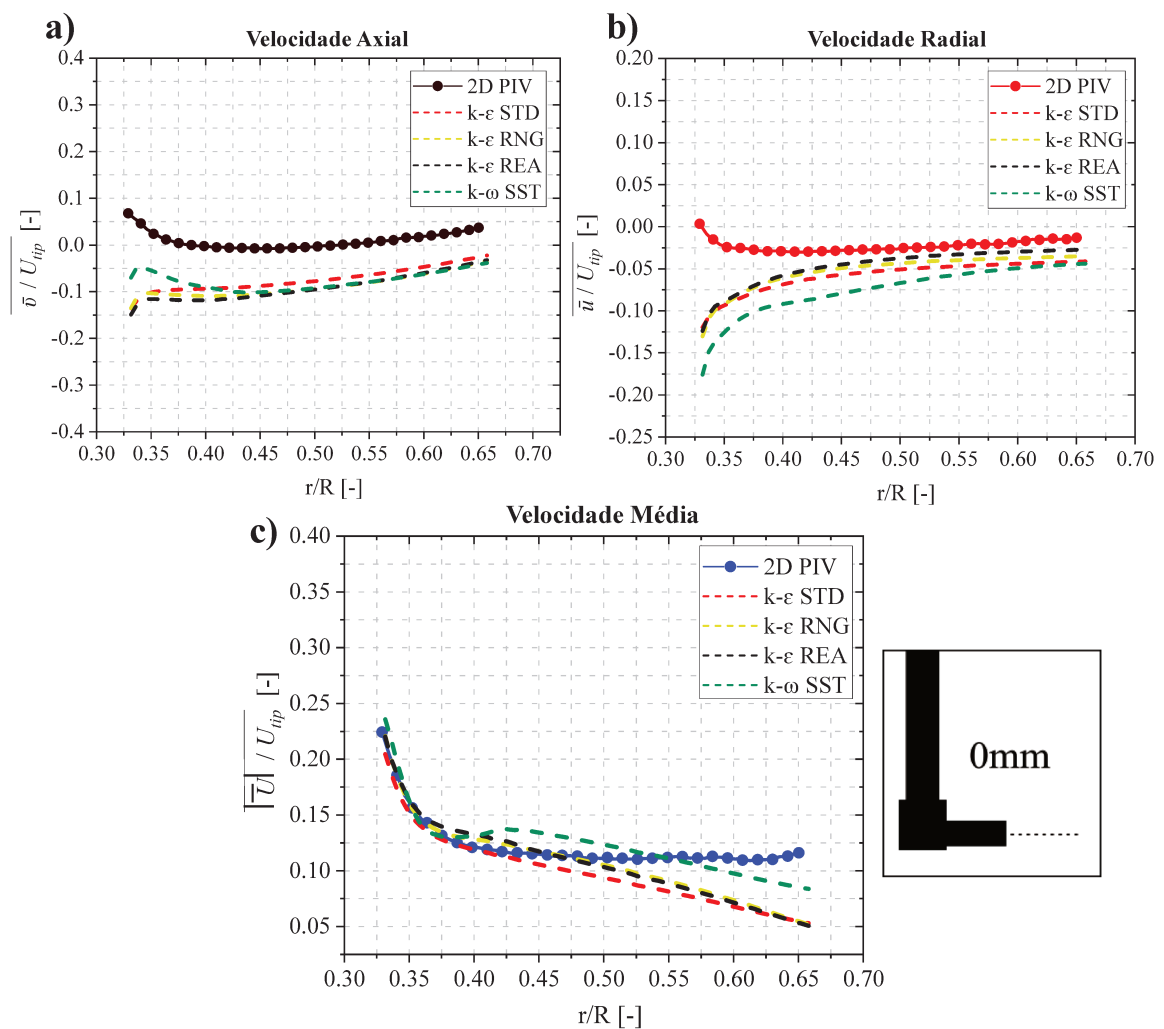 a)
Velocidade Axial
2D PIV
k-ε STD
k-ε RNG
k-ε REA
k-ω SST
0.4
0.3
0.2
0.1
0.0
-0.1
-0.2
-0.3
-0.4
0.30 0.35 0.40 0.45 0.50 0.55 0.60 0.65 0.70
r/R [-]
ῡ / U_tip [-]
b)
Velocidade Radial
2D PIV
k-ε STD
k-ε RNG
k-ε REA
k-ω SST
0.20
0.15
0.10
0.05
0.00
-0.05
-0.10
-0.15
-0.20
-0.25
0.30 0.35 0.40 0.45 0.50 0.55 0.60 0.65 0.70
r/R [-]
ū / U_tip [-]
c)
Velocidade Média
2D PIV
k-ε STD
k-ε RNG
k-ε REA
k-ω SST
0.40
0.35
0.30
0.25
0.20
0.15
0.10
0.05
0.30 0.35 0.40 0.45 0.50 0.55 0.60 0.65 0.70
r/R [-]
|U̅| / U_tip [-]
0mm